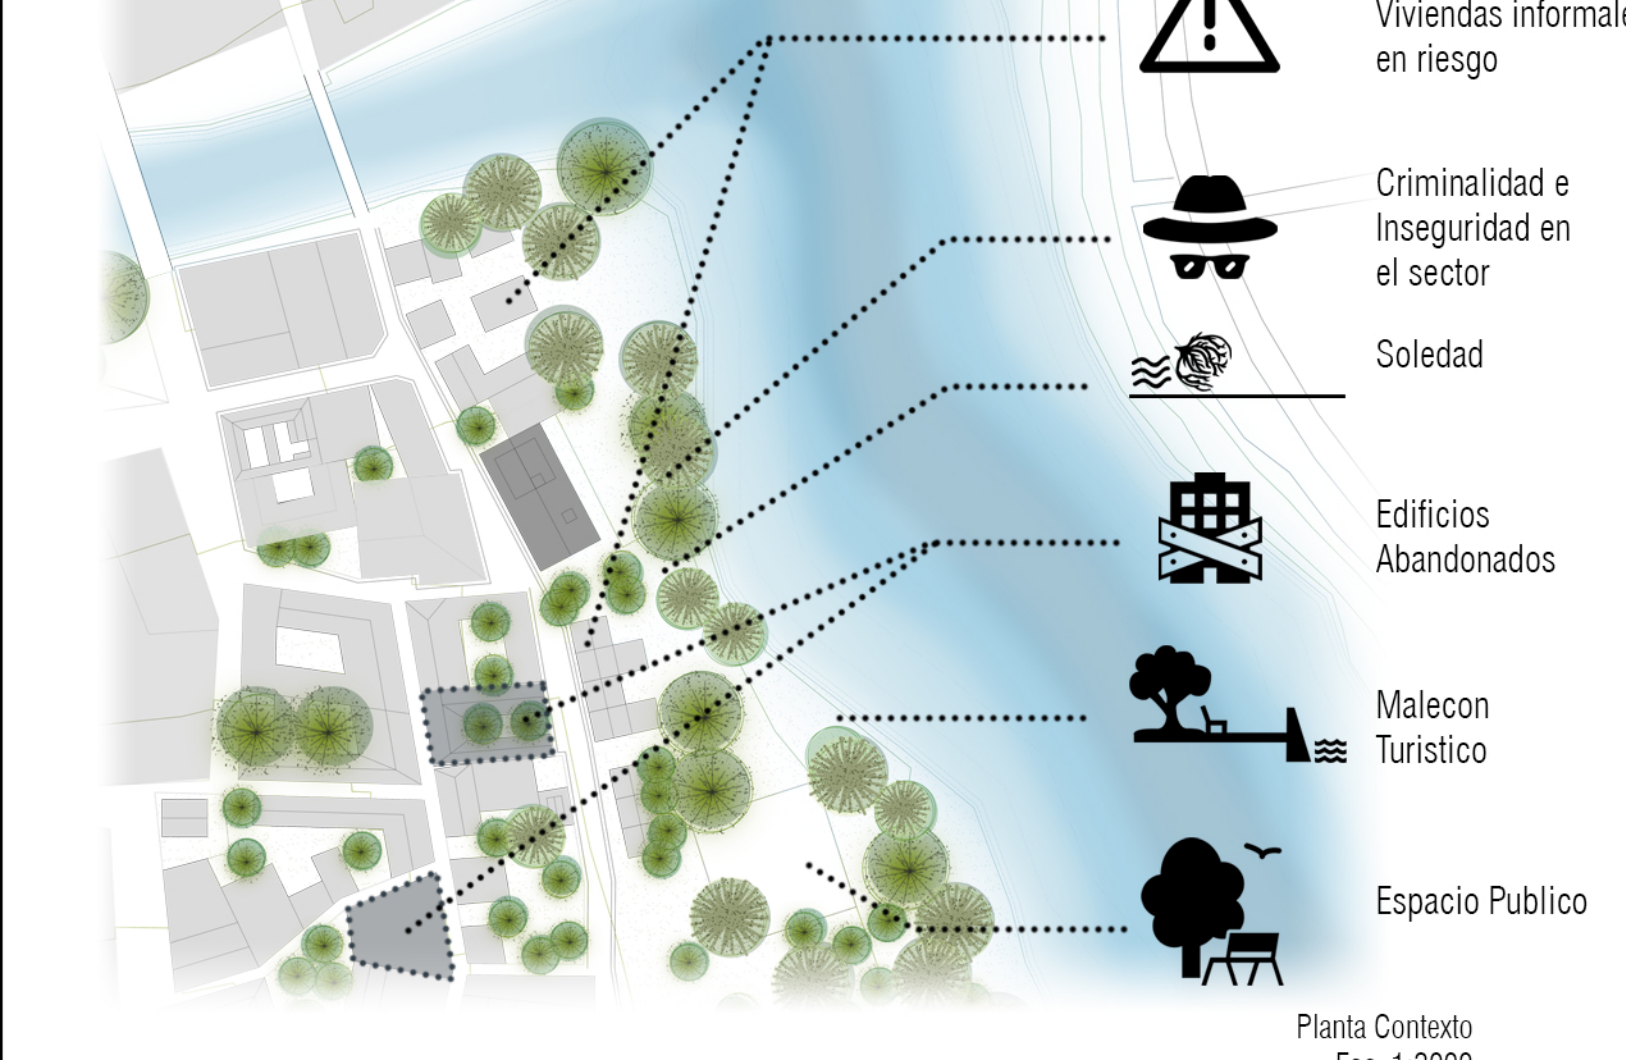 Viviendas informale
en riesgo
Criminalidad e
Inseguridad en
el sector
Soledad
Edificios
Abandonados
Malecon
Turistico
Espacio Publico
Planta Contexto